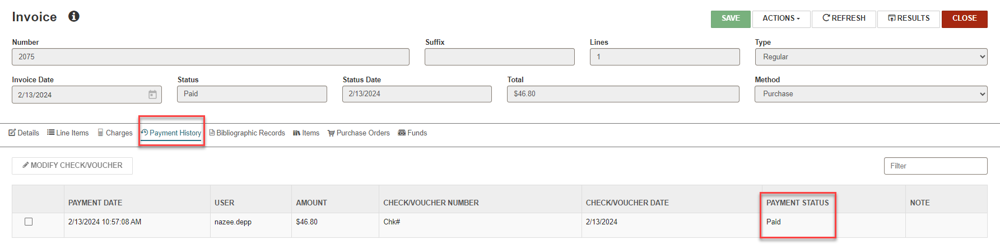 Invoice
SAVE ACTIONS REFRESH RESULTS CLOSE
Number Suffix Lines Type
2075 1 Regular
Invoice Date Status Status Date Total Method
2/13/2024 Paid 2/13/2024 $46.80 Purchase
Details Line Items Charges Payment History Bibliographic Records Items Purchase Orders Funds
MODIFY CHECK/VOUCHER Filter
PAYMENT DATE USER AMOUNT CHECK/VOUCHER NUMBER CHECK/VOUCHER DATE PAYMENT STATUS NOTE
2/13/2024 10:57:08 AM nazee.depp $46.80 Chk# 2/13/2024 Paid